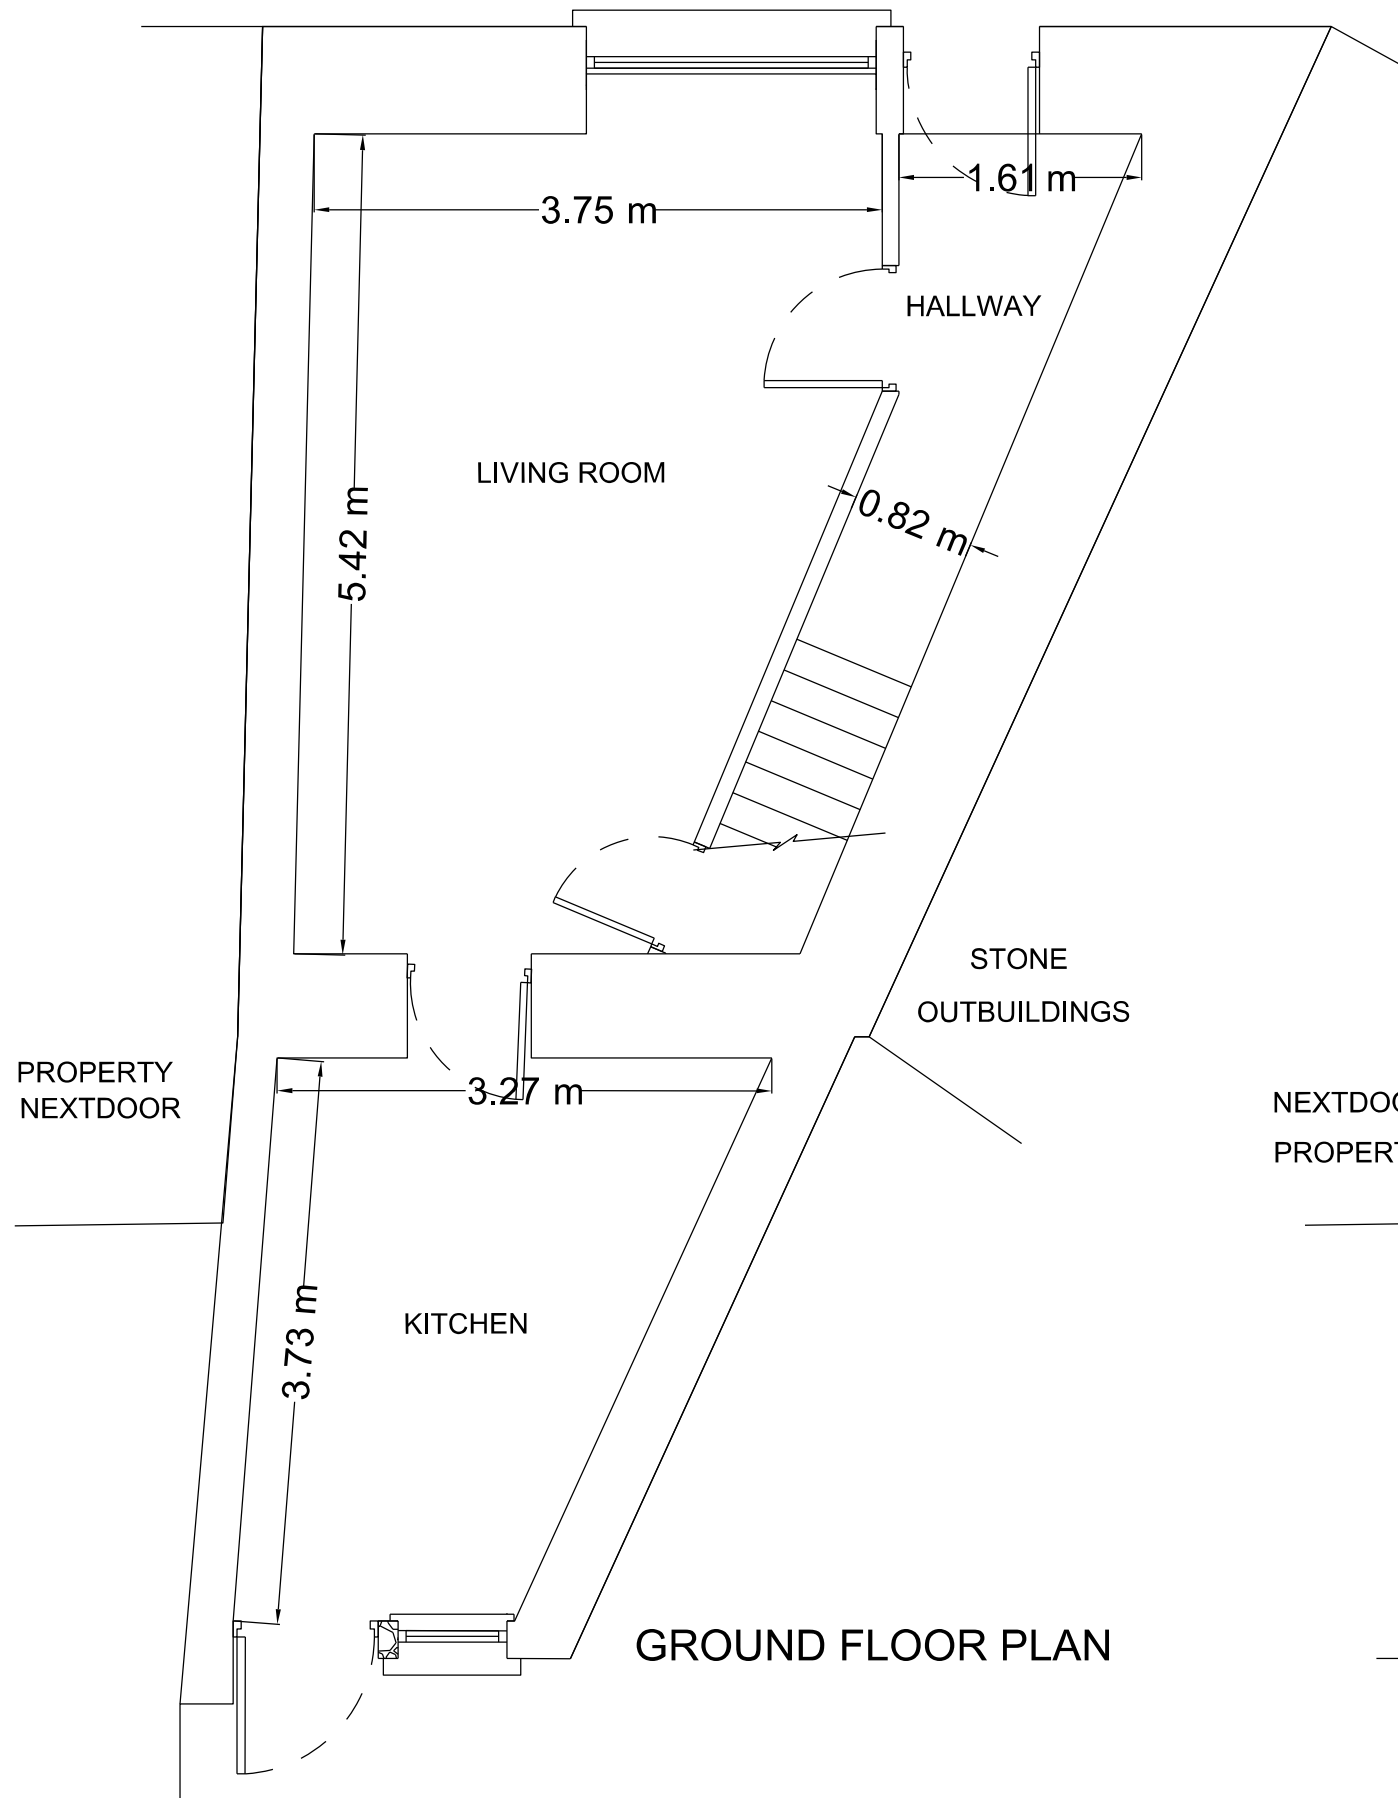 1.61 m
3.75 m
HALLWAY
LIVING ROOM
0.82 m
5.42 m
STONE
OUTBUILDINGS
PROPERTY
NEXTDOOR
3.27 m
KITCHEN
3.73 m
GROUND FLOOR PLAN